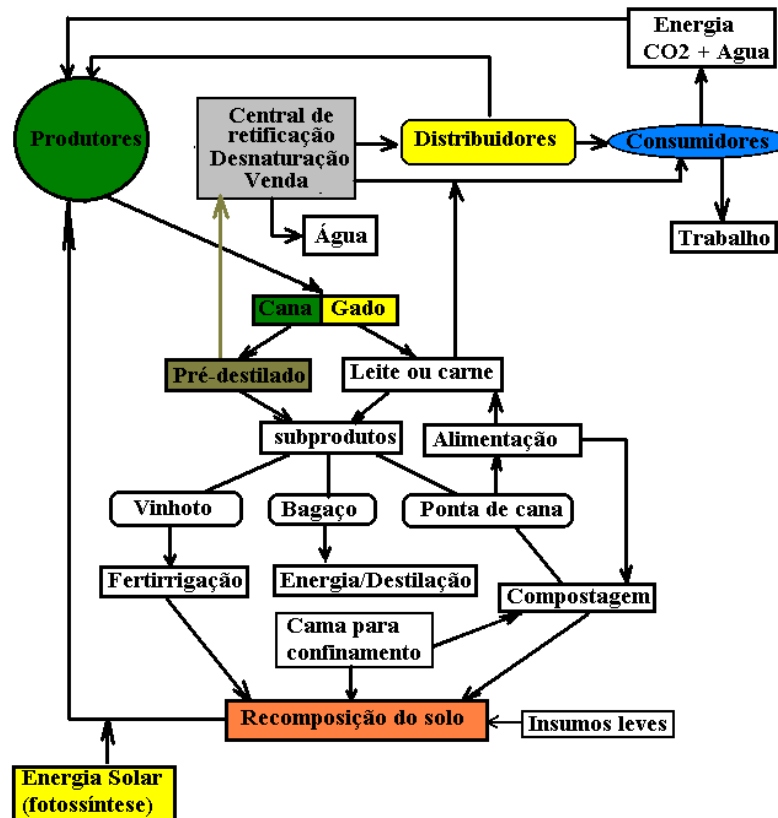 Energia
CO2 + Agua
Produtores
Central de
retificação
Desnaturação
Venda
Distribuidores
Consumidores
Água
Trabalho
Cana
Gado
Pré-destilado
Leite ou carne
subprodutos
Alimentação
Vinhoto
Bagaço
Ponta de cana
Fertirrigação
Energia/Destilação
Compostagem
Cama para
confinamento
Recomposição do solo
Insumos leves
Energia Solar
(fotossíntese)